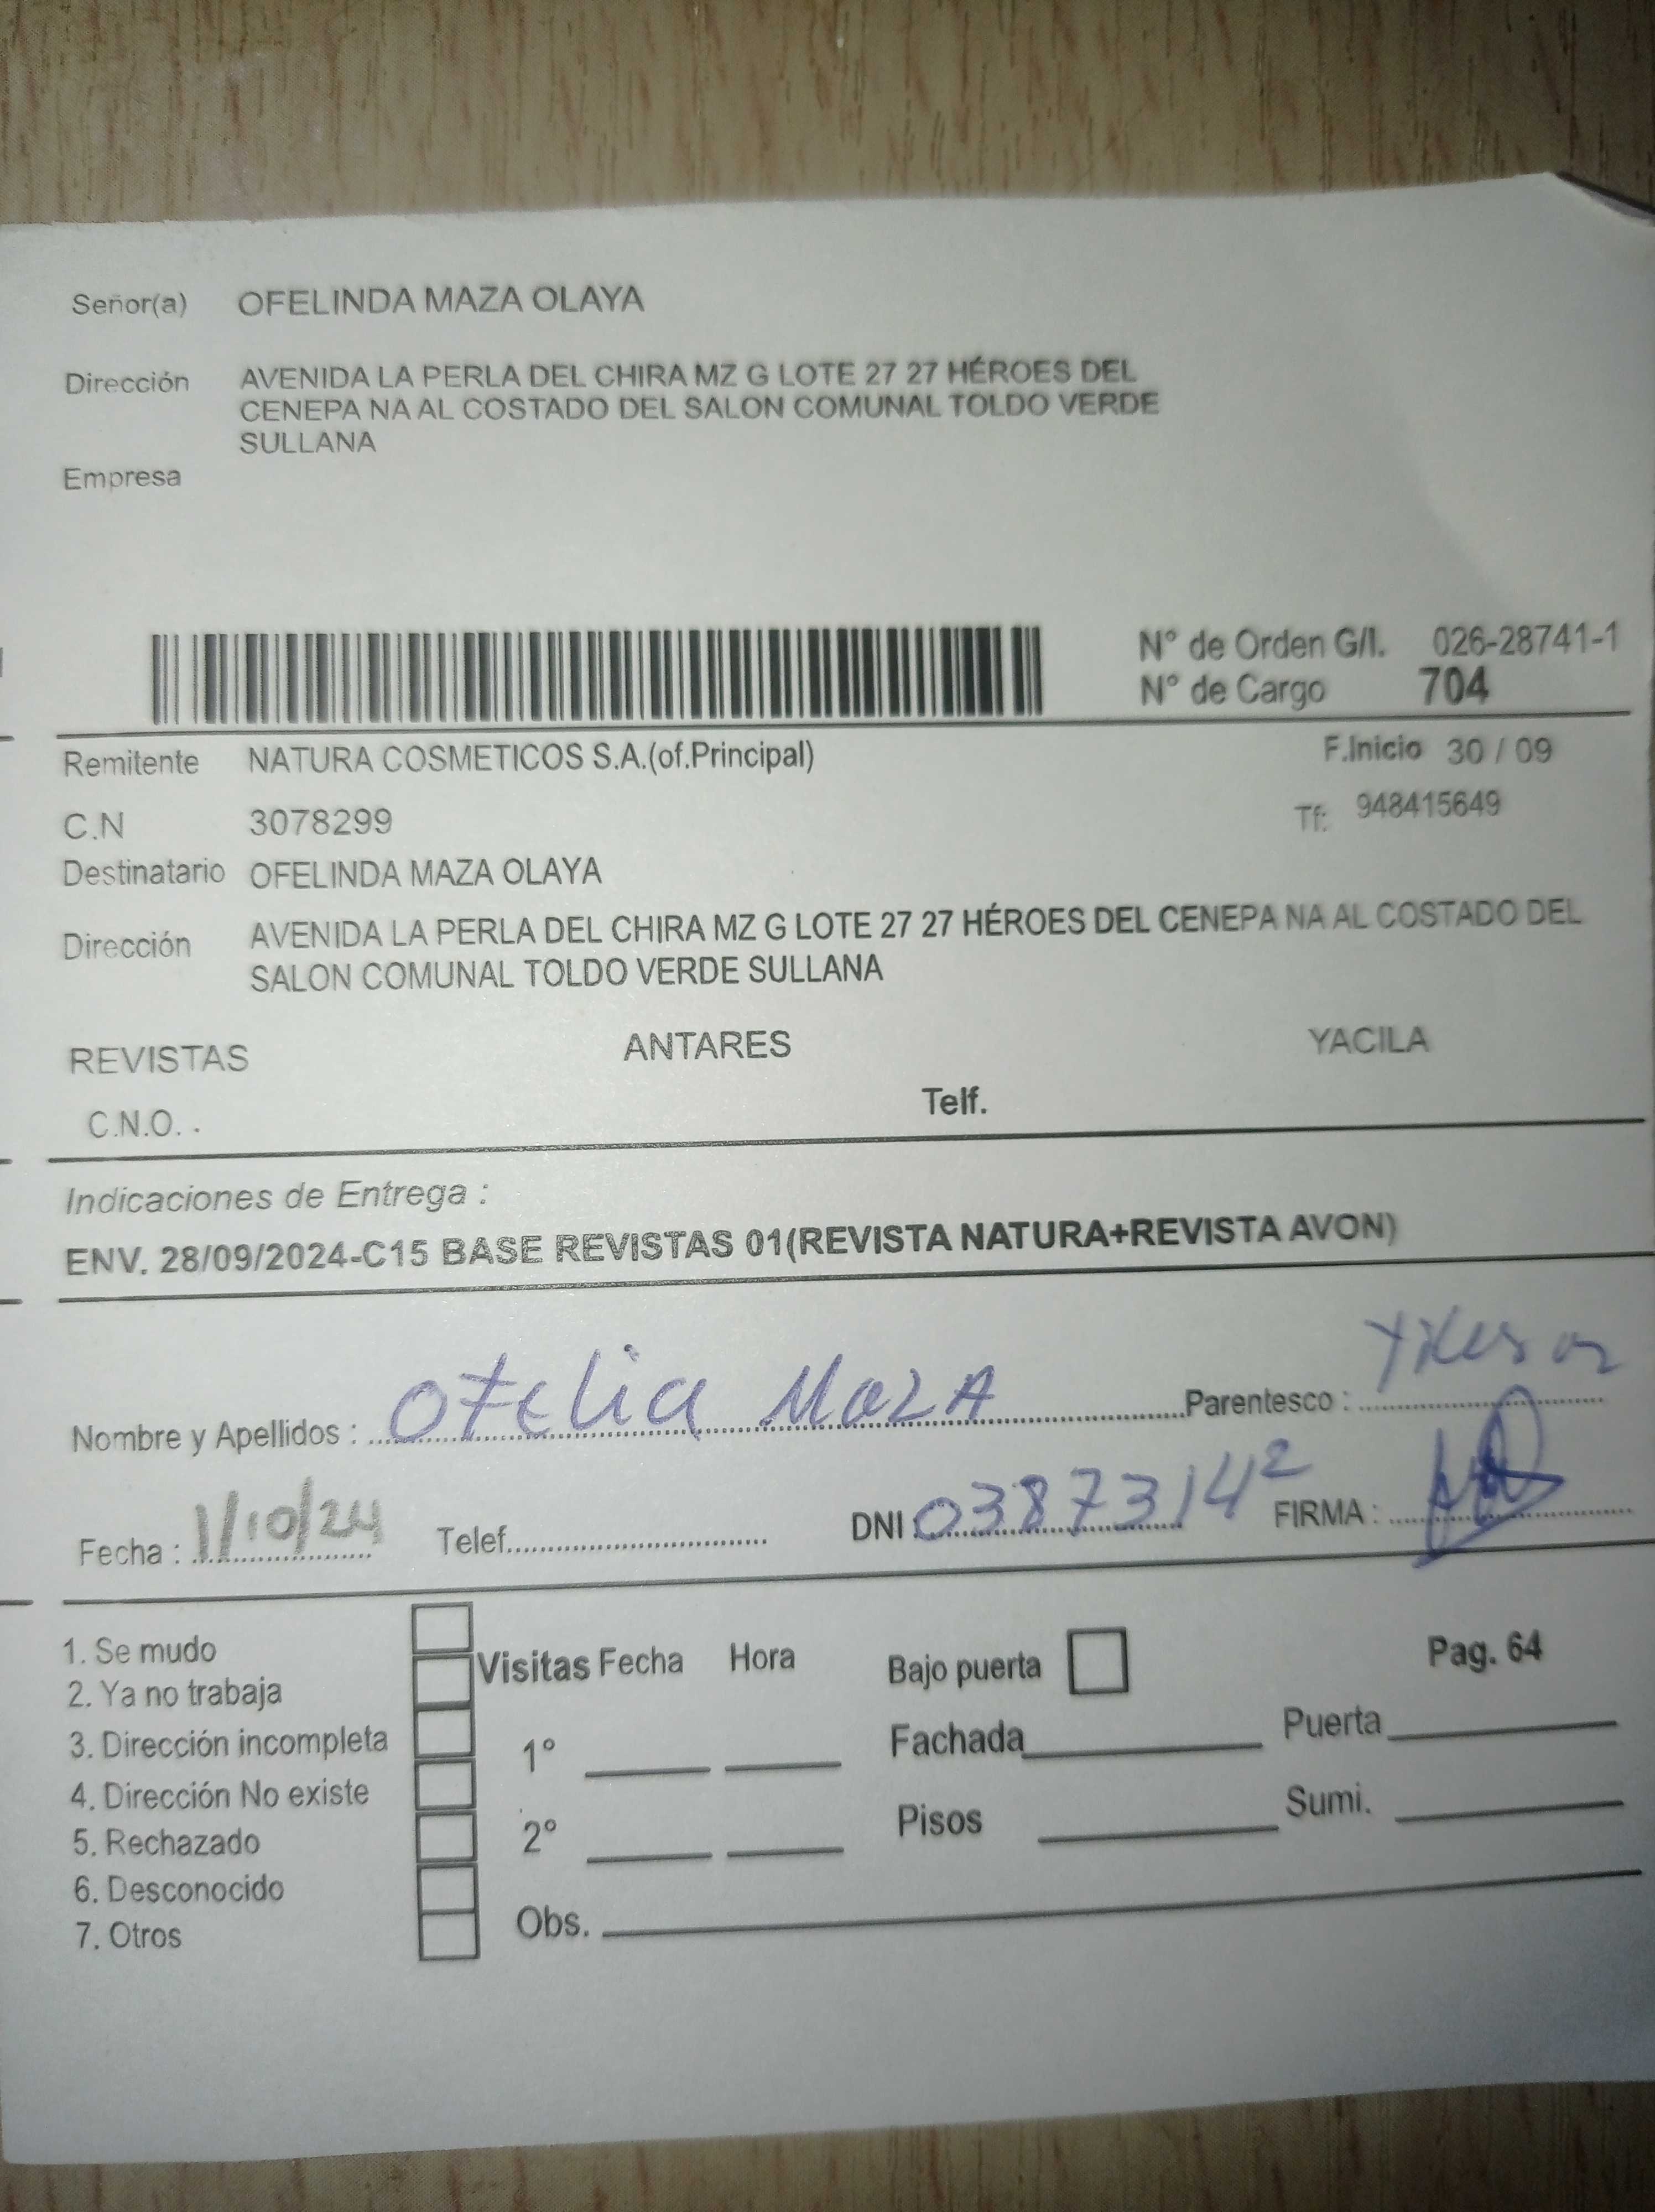 Señor(a) OFELINDA MAZA OLAYA
Dirección AVENIDA LA PERLA DEL CHIRA MZ G LOTE 27 27 HÉROES DEL
CENEPA NA AL COSTADO DEL SALON COMUNAL TOLDO VERDE
SULLANA
Empresa
N° de Orden G/I. 026-28741-1
N° de Cargo 704
Remitente NATURA COSMETICOS S.A.(of.Principal) F.Inicio 30 / 09
C.N 3078299 Tf: 948415649
Destinatario OFELINDA MAZA OLAYA
Dirección AVENIDA LA PERLA DEL CHIRA MZ G LOTE 27 27 HÉROES DEL CENEPA NA AL COSTADO DEL
SALON COMUNAL TOLDO VERDE SULLANA
REVISTAS ANTARES YACILA
C.N.O. . Telf.
Indicaciones de Entrega :
ENV. 28/09/2024-C15 BASE REVISTAS 01(REVISTA NATURA+REVISTA AVON)
Nombre y Apellidos : Ofelia MazA Parentesco :
Fecha : 1/10/24 Telef. DNI : 03873142 FIRMA :
1. Se mudo Visitas Fecha Hora Bajo puerta Pag. 64
2. Ya no trabaja
3. Dirección incompleta 1° Fachada Puerta
4. Dirección No existe
5. Rechazado 2° Pisos Sumi.
6. Desconocido
7. Otros Obs.